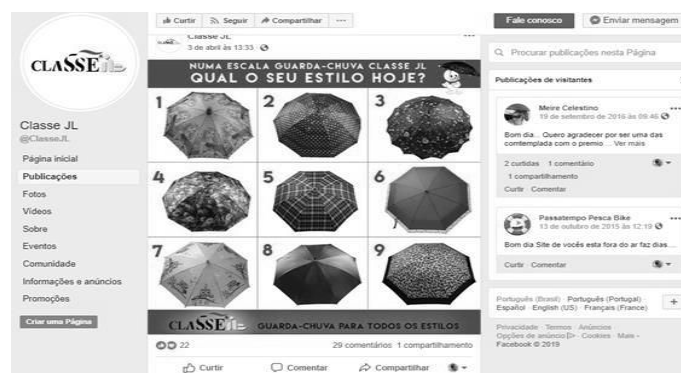 Curtir Seguir Compartilhar ...
Fale conosco Enviar mensagem
CLASSE JL
Classe JL
@ClasseJL
Página inicial
Publicações
Fotos
Vídeos
Sobre
Eventos
Comunidade
Informações e anúncios
Promoções
Criar uma Página
Classe JL
3 de abril às 13:33
NUMA ESCALA GUARDA-CHUVA CLASSE JL
QUAL O SEU ESTILO HOJE?
1 2 3
4 5 6
7 8 9
CLASSE JL GUARDA-CHUVA PARA TODOS OS ESTILOS
22 29 comentários 1 compartilhamento
Curtir Comentar Compartilhar
Procurar publicações nesta Página
Publicações de visitantes
Meire Celestino
19 de setembro de 2016 às 09:46
Bom dia... Quero agradecer por ser uma das
contemplada com o premio ... Ver mais
2 curtidas 1 comentário
1 compartilhamento
Curtir · Comentar
Passatempo Pesca Bike
13 de outubro de 2015 às 12:19
Bom dia Site de vocês esta fora do ar faz dias....
Curtir · Comentar
Português (Brasil) · Português (Portugal) ·
Español · English (US) · Français (France)
+
Privacidade · Termos · Anúncios ·
Opções de anúncio · Cookies · Mais
Facebook © 2019